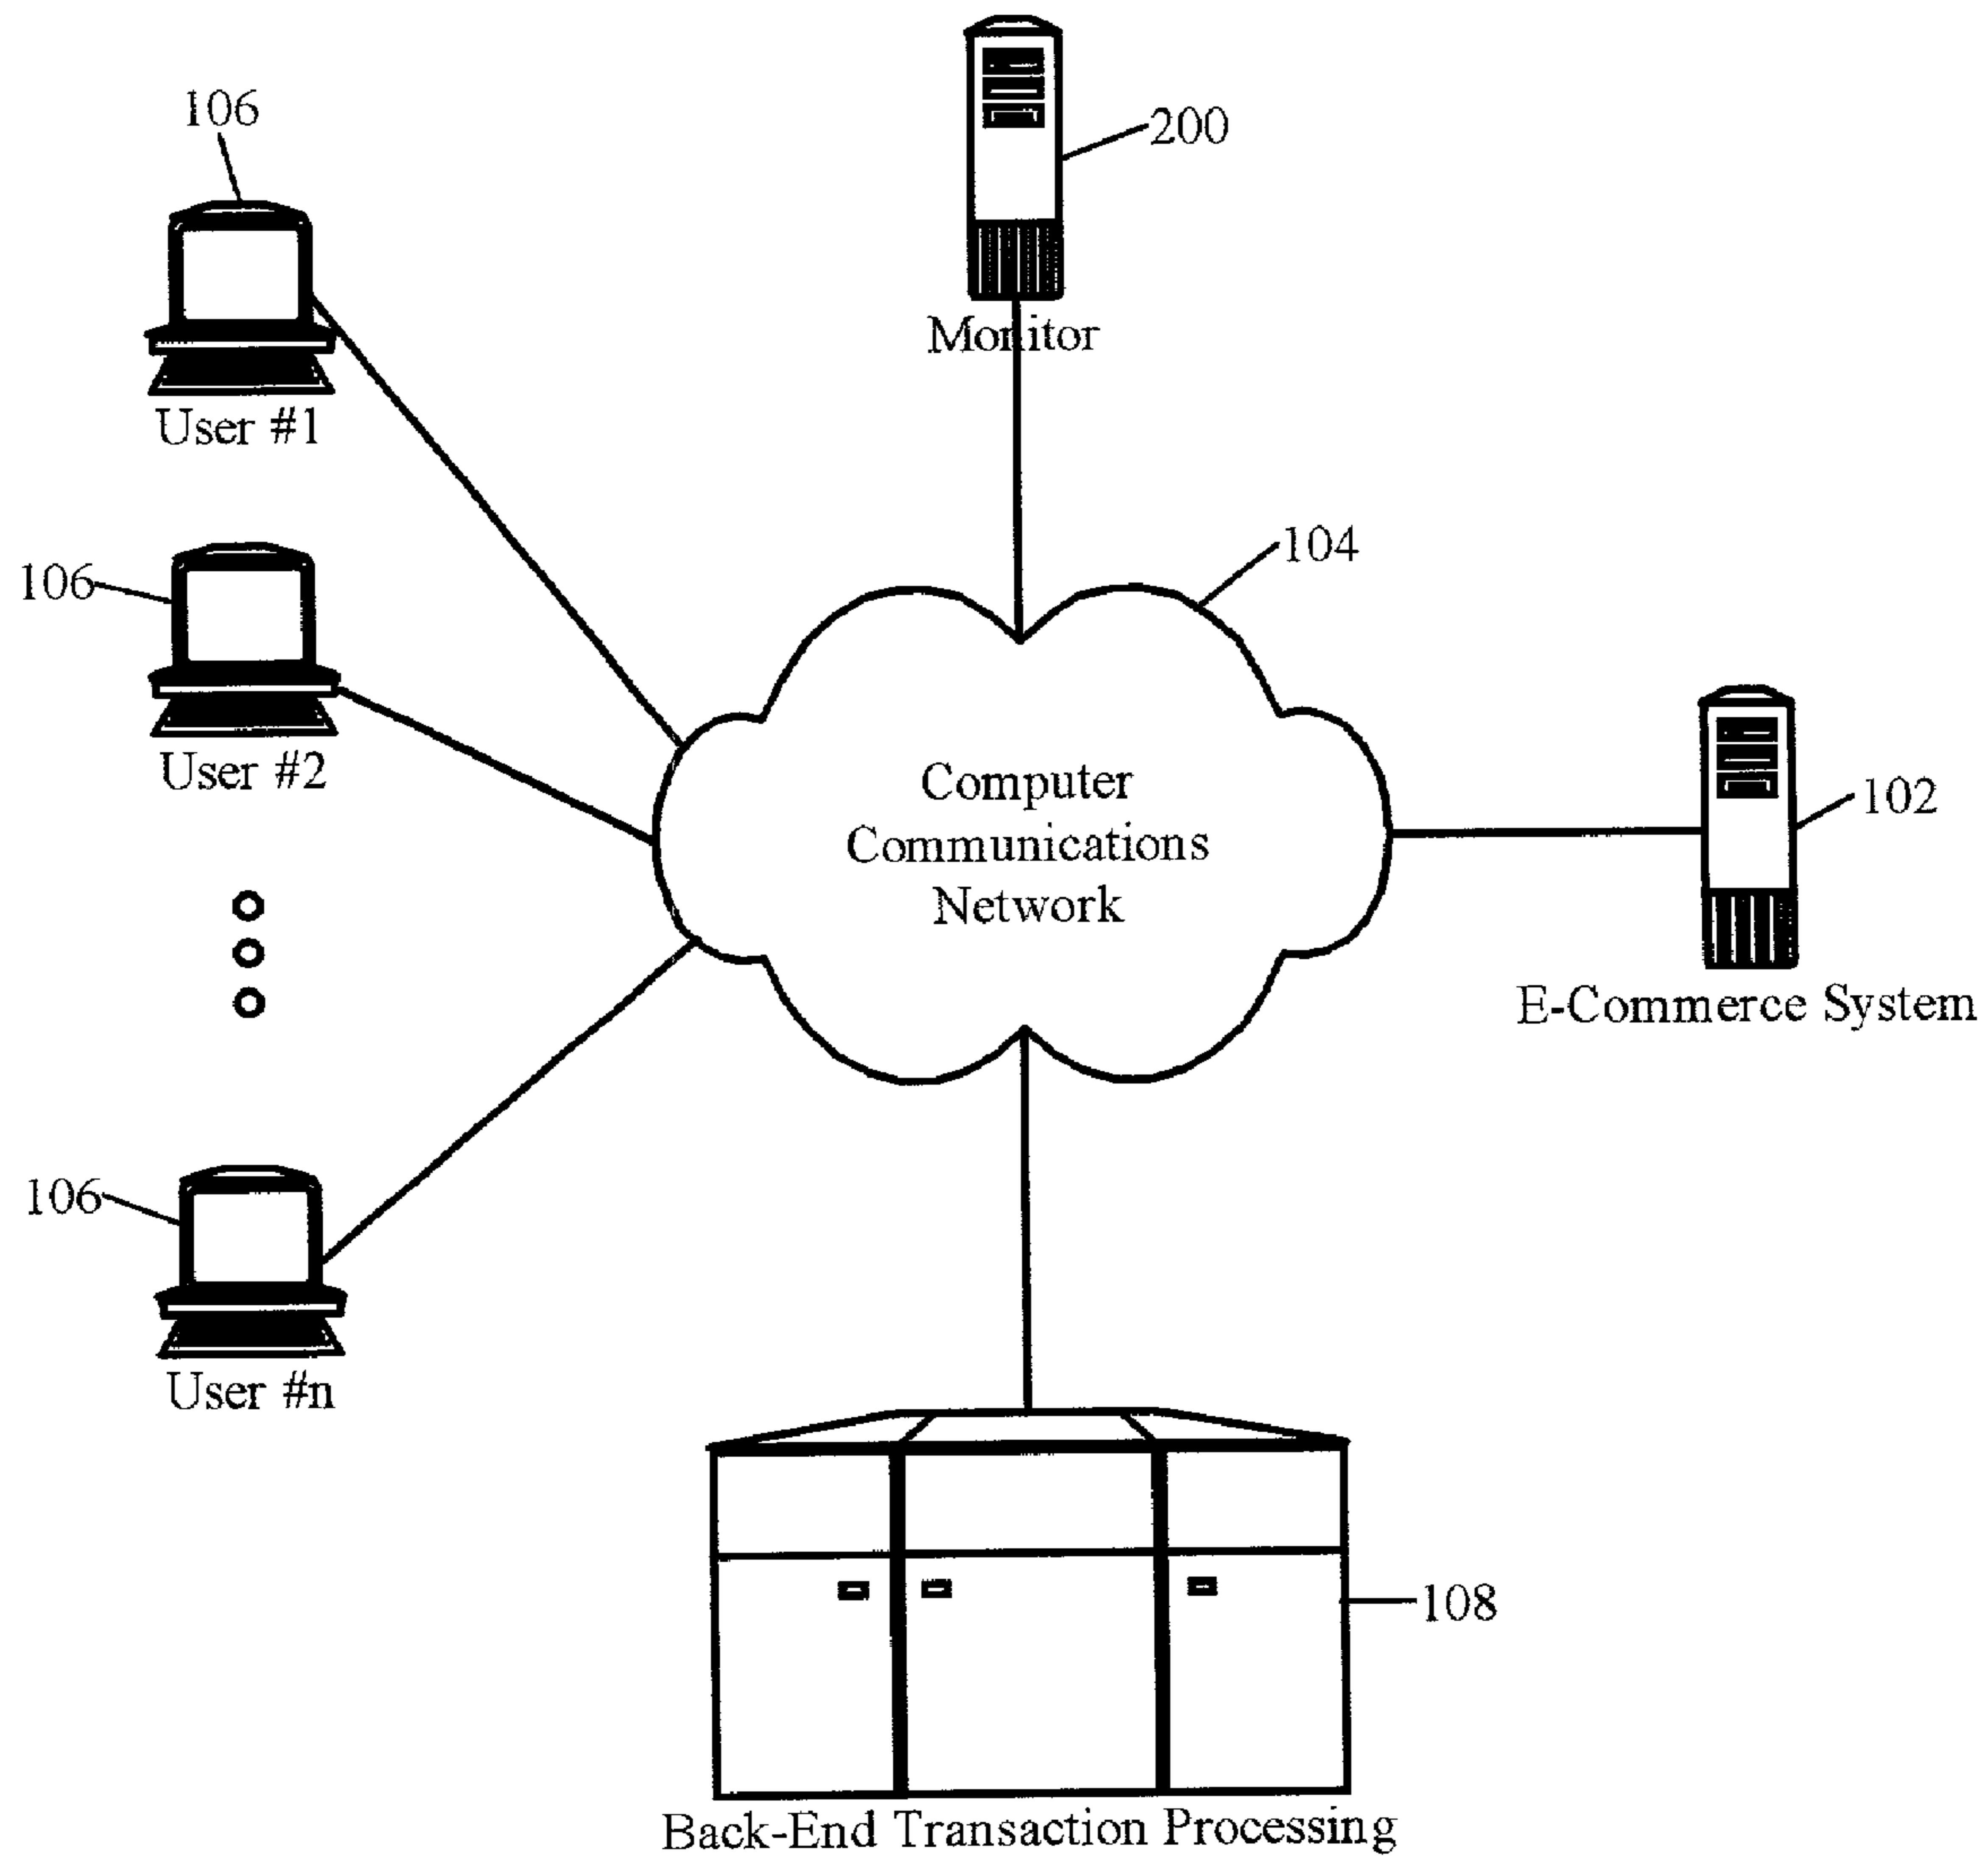 106
200
Monitor
User #1
104
106
User #2
Computer
Communications
Network
102
E-Commerce System
106
User #n
108
Back-End Transaction Processing